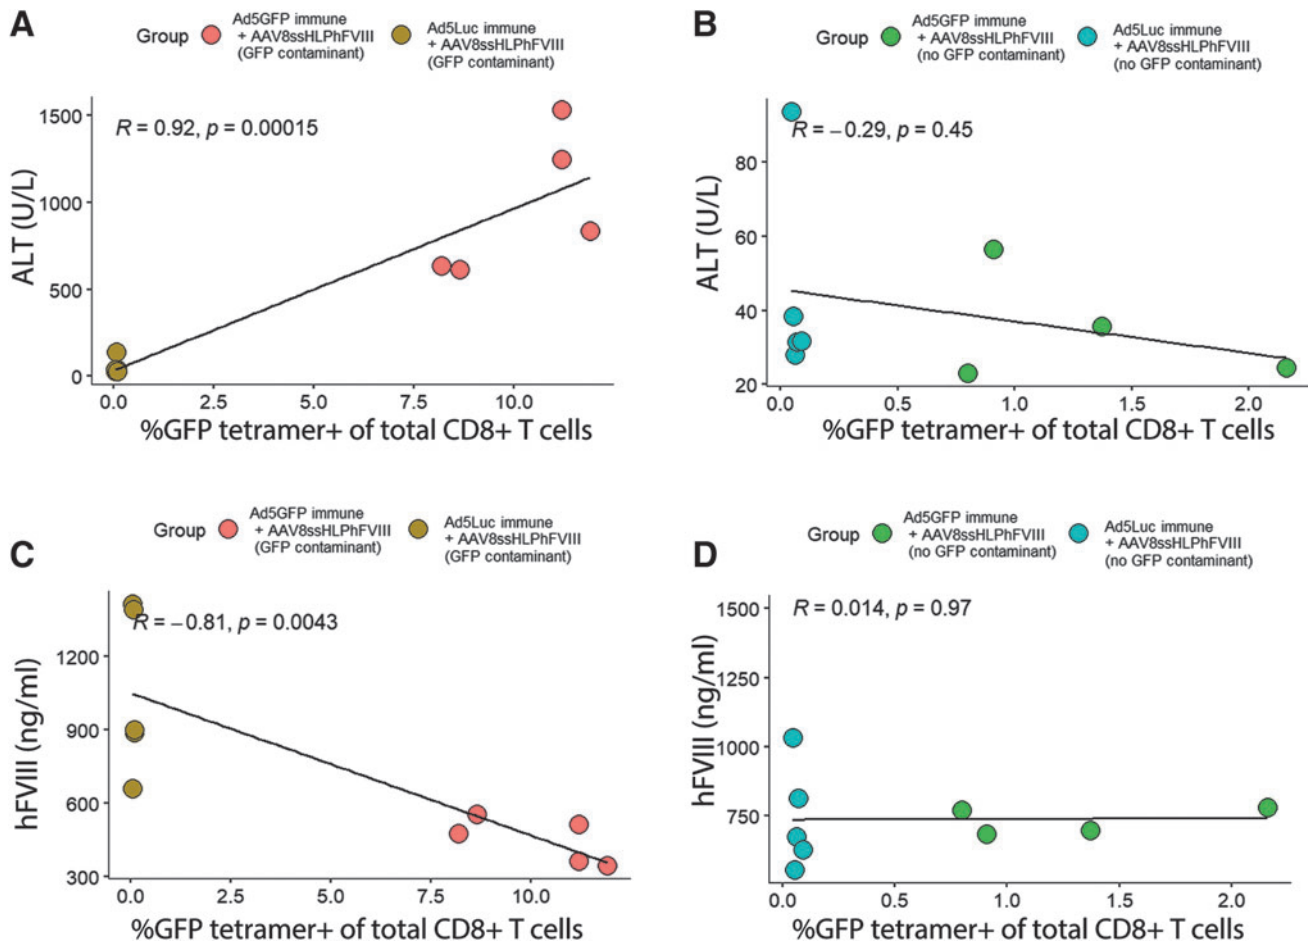 A
Group
Ad5GFP immune
+ AAV8ssHLPhFVIII
(GFP contaminant)
Ad5Luc immune
+ AAV8ssHLPhFVIII
(GFP contaminant)
R = 0.92, p = 0.00015
ALT (U/L)
1500
1000
500
0
0.0 2.5 5.0 7.5 10.0
%GFP tetramer+ of total CD8+ T cells
B
Group
Ad5GFP immune
+ AAV8ssHLPhFVIII
(no GFP contaminant)
Ad5Luc immune
+ AAV8ssHLPhFVIII
(no GFP contaminant)
R = −0.29, p = 0.45
ALT (U/L)
80
60
40
20
0.0 0.5 1.0 1.5 2.0
%GFP tetramer+ of total CD8+ T cells
C
Group
Ad5GFP immune
+ AAV8ssHLPhFVIII
(GFP contaminant)
Ad5Luc immune
+ AAV8ssHLPhFVIII
(GFP contaminant)
R = −0.81, p = 0.0043
hFVIII (ng/ml)
1200
900
600
300
0.0 2.5 5.0 7.5 10.0
%GFP tetramer+ of total CD8+ T cells
D
Group
Ad5GFP immune
+ AAV8ssHLPhFVIII
(no GFP contaminant)
Ad5Luc immune
+ AAV8ssHLPhFVIII
(no GFP contaminant)
R = 0.014, p = 0.97
hFVIII (ng/ml)
1500
1250
1000
750
0.0 0.5 1.0 1.5 2.0
%GFP tetramer+ of total CD8+ T cells